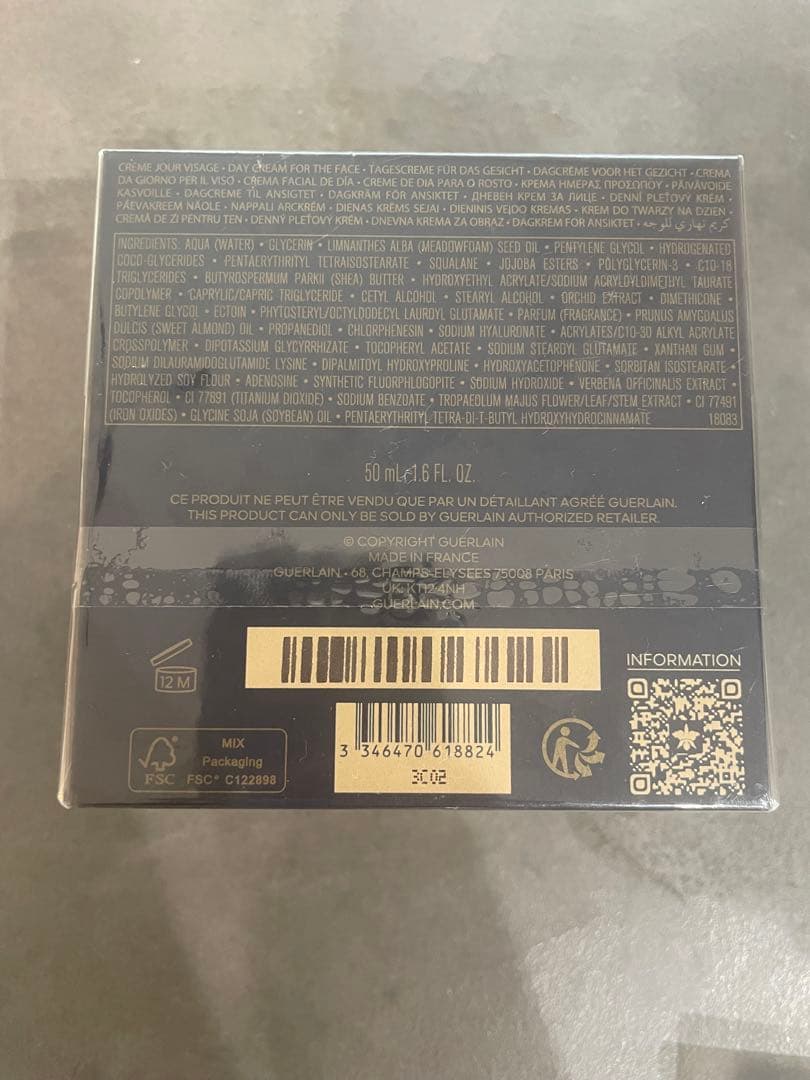 CRÈME JOUR VISAGE • DAY CREAM FOR THE FACE • TAGESCREME FÜR DAS GESICHT • DAGCRÈME VOOR HET GEZICHT • CREMA
DA GIORNO PER IL VISO • CREMA FACIAL DE DÍA • CREME DE DIA PARA O ROSTO • ΚΡΕΜΑ ΗΜΕΡΑΣ ΠΡΟΣΩΠΟΥ • PÄIVÄVOIDE
KASVOILLE • DAGCREME TIL ANSIGTET • DAGKRÄM FÖR ANSIKTET • ДНЕВЕН КРЕМ ЗА ЛИЦЕ • DENNÍ PLEŤOVÝ KRÉM •
PÄEVAKREEM NÄOLE • NAPPALI ARCKRÉM • DIENAS KRĒMS SEJAI • DIENINIS VEIDO KREMAS • KREM DO TWARZY NA DZIEŃ •
CREMĂ DE ZI PENTRU TEN • DENNÝ PLEŤOVÝ KRÉM • DNEVNA KREMA ZA OBRAZ • DAGKREM FOR ANSIKTET • كريم نهاري للوجه
INGREDIENTS: AQUA (WATER) • GLYCERIN • LIMNANTHES ALBA (MEADOWFOAM) SEED OIL • PENTYLENE GLYCOL • HYDROGENATED
COCO-GLYCERIDES • PENTAERYTHRITYL TETRAISOSTEARATE • SQUALANE • JOJOBA ESTERS • POLYGLYCERIN-3 • C10-18
TRIGLYCERIDES • BUTYROSPERMUM PARKII (SHEA) BUTTER • HYDROXYETHYL ACRYLATE/SODIUM ACRYLOYLDIMETHYL TAURATE
COPOLYMER • CAPRYLIC/CAPRIC TRIGLYCERIDE • CETYL ALCOHOL • STEARYL ALCOHOL • ORCHID EXTRACT • DIMETHICONE •
BUTYLENE GLYCOL • ECTOIN • PHYTOSTERYL/OCTYLDODECYL LAUROYL GLUTAMATE • PARFUM (FRAGRANCE) • PRUNUS AMYGDALUS
DULCIS (SWEET ALMOND) OIL • PROPANEDIOL • CHLORPHENESIN • SODIUM HYALURONATE • ACRYLATES/C10-30 ALKYL ACRYLATE
CROSSPOLYMER • DIPOTASSIUM GLYCYRRHIZATE • TOCOPHERYL ACETATE • SODIUM STEAROYL GLUTAMATE • XANTHAN GUM •
SODIUM DILAURAMIDOGLUTAMIDE LYSINE • DIPALMITOYL HYDROXYPROLINE • HYDROXYACETOPHENONE • SORBITAN ISOSTEARATE •
HYDROLYZED SOY FLOUR • ADENOSINE • SYNTHETIC FLUORPHLOGOPITE • SODIUM HYDROXIDE • VERBENA OFFICINALIS EXTRACT •
TOCOPHEROL • CI 77891 (TITANIUM DIOXIDE) • SODIUM BENZOATE • TROPAEOLUM MAJUS FLOWER/LEAF/STEM EXTRACT • CI 77491
(IRON OXIDES) • GLYCINE SOJA (SOYBEAN) OIL • PENTAERYTHRITYL TETRA-DI-T-BUTYL HYDROXYHYDROCINNAMATE 18083
50 mL-1.6 FL. OZ.
CE PRODUIT NE PEUT ÊTRE VENDU QUE PAR UN DÉTAILLANT AGRÉÉ GUERLAIN.
THIS PRODUCT CAN ONLY BE SOLD BY GUERLAIN AUTHORIZED RETAILER.
© COPYRIGHT GUERLAIN
MADE IN FRANCE
GUERLAIN • 68, CHAMPS-ELYSEES 75008 PARIS
UK: KT12 4NH
GUERLAIN.COM
INFORMATION
12 M
MIX
Packaging
FSC
FSC® C122898
3 346470 618824
3C02